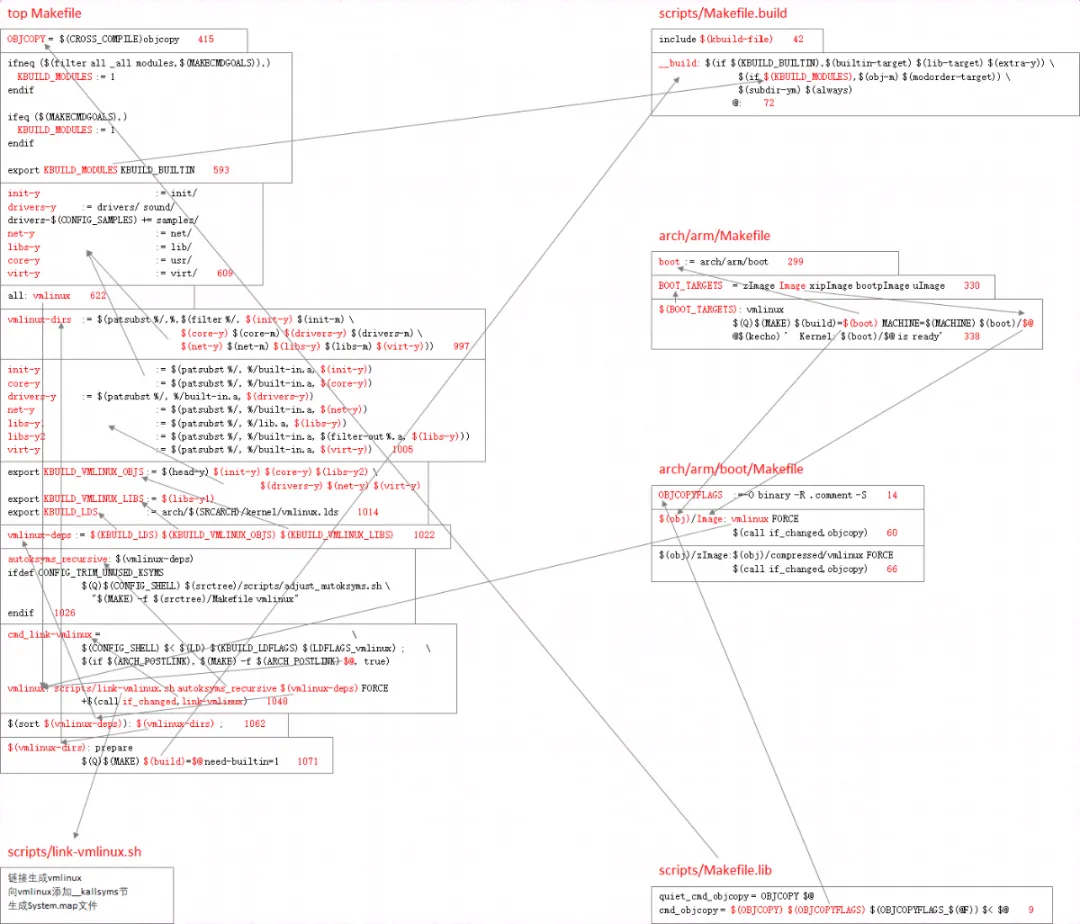 top Makefile
OBJCOPY = $(CROSS_COMPILE)objcopy 415
ifneq ($(filter all _all modules,$(MAKECMDGOALS)),)
KBUILD_MODULES := 1
endif
ifeq ($(MAKECMDGOALS),)
KBUILD_MODULES := 1
endif
export KBUILD_MODULES KBUILD_BUILTIN 593
init-y := init/
drivers-y := drivers/ sound/
drivers-$(CONFIG_SAMPLES) += samples/
net-y := net/
libs-y := lib/
core-y := usr/
virt-y := virt/ 609
all: vmlinux 622
vmlinux-dirs := $(patsubst %/,%,$(filter %/, $(init-y) $(init-m) \
$(core-y) $(core-m) $(drivers-y) $(drivers-m) \
$(net-y) $(net-m) $(libs-y) $(libs-m) $(virt-y))) 997
init-y := $(patsubst %/, %/built-in.a, $(init-y))
core-y := $(patsubst %/, %/built-in.a, $(core-y))
drivers-y := $(patsubst %/, %/built-in.a, $(drivers-y))
net-y := $(patsubst %/, %/built-in.a, $(net-y))
libs-y := $(patsubst %/, %/lib.a, $(libs-y))
libs-y2 := $(patsubst %/, %/built-in.a, $(filter-out %.a, $(libs-y)))
virt-y := $(patsubst %/, %/built-in.a, $(virt-y)) 1005
export KBUILD_VMLINUX_OBJS := $(head-y) $(init-y) $(core-y) $(libs-y2) \
$(drivers-y) $(net-y) $(virt-y)
export KBUILD_VMLINUX_LIBS := $(libs-y1)
export KBUILD_LDS := arch/$(SRCARCH)/kernel/vmlinux.lds 1014
vmlinux-deps := $(KBUILD_LDS) $(KBUILD_VMLINUX_OBJS) $(KBUILD_VMLINUX_LIBS) 1022
autoksyms_recursive: $(vmlinux-deps)
ifdef CONFIG_TRIM_UNUSED_KSYMS
$(Q)$(CONFIG_SHELL) $(srctree)/scripts/adjust_autoksyms.sh \
"$(MAKE) -f $(srctree)/Makefile vmlinux"
endif 1026
cmd_link-vmlinux = \
$(CONFIG_SHELL) $< $(LD) $(KBUILD_LDFLAGS) $(LDFLAGS_vmlinux) ; \
$(if $(ARCH_POSTLINK), $(MAKE) -f $(ARCH_POSTLINK) $@, true)
vmlinux: scripts/link-vmlinux.sh autoksyms_recursive $(vmlinux-deps) FORCE
+$(call if_changed,link-vmlinux) 1048
$(sort $(vmlinux-deps)): $(vmlinux-dirs) ; 1062
$(vmlinux-dirs): prepare
$(Q)$(MAKE) $(build)=$@ need-builtin=1 1071
scripts/link-vmlinux.sh
链接生成vmlinux
向vmlinux添加__kallsyms节
生成System.map文件
scripts/Makefile.build
include $(kbuild-file) 42
__build: $(if $(KBUILD_BUILTIN),$(builtin-target) $(lib-target) $(extra-y)) \
$(if $(KBUILD_MODULES),$(obj-m) $(modorder-target)) \
$(subdir-ym) $(always)
@: 72
arch/arm/Makefile
boot := arch/arm/boot 299
BOOT_TARGETS = zImage Image xipImage bootpImage uImage 330
$(BOOT_TARGETS): vmlinux
$(Q)$(MAKE) $(build)=$(boot) MACHINE=$(MACHINE) $(boot)/$@
@$(kecho) ' Kernel: $(boot)/$@ is ready' 338
arch/arm/boot/Makefile
OBJCOPYFLAGS :=-O binary -R .comment -S 14
$(obj)/Image: vmlinux FORCE
$(call if_changed,objcopy) 60
$(obj)/zImage: $(obj)/conpressed/vmlinux FORCE
$(call if_changed,objcopy) 66
scripts/Makefile.lib
quiet_cmd_objcopy = OBJCOPY $@
cmd_objcopy = $(OBJCOPY) $(OBJCOPYFLAGS) $(OBJCOPYFLAGS_$(@F)) $< $@ 9